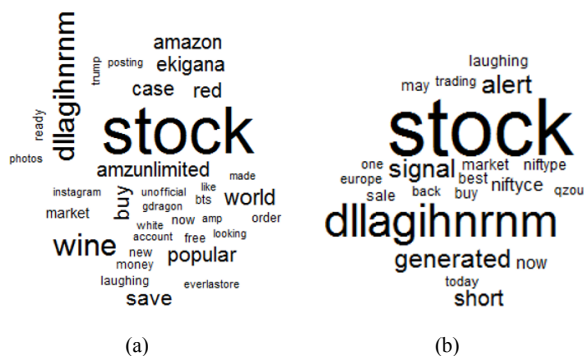 amazon
ekigana
trump
posting
dllagihnrnm
case red
ready
photos
stock
amzunlimited
instagram
buy
unofficial
like
made
gdragon
bts
world
market
white
now
amp
order
account
free
looking
wine
new
money
popular
laughing
everlastore
save
(a)
laughing
may trading alert
stock
one
signal
market
niftype
europe
best
niftyce
sale
back
buy
qzou
dllagihnrnm
generated now
today
short
(b)